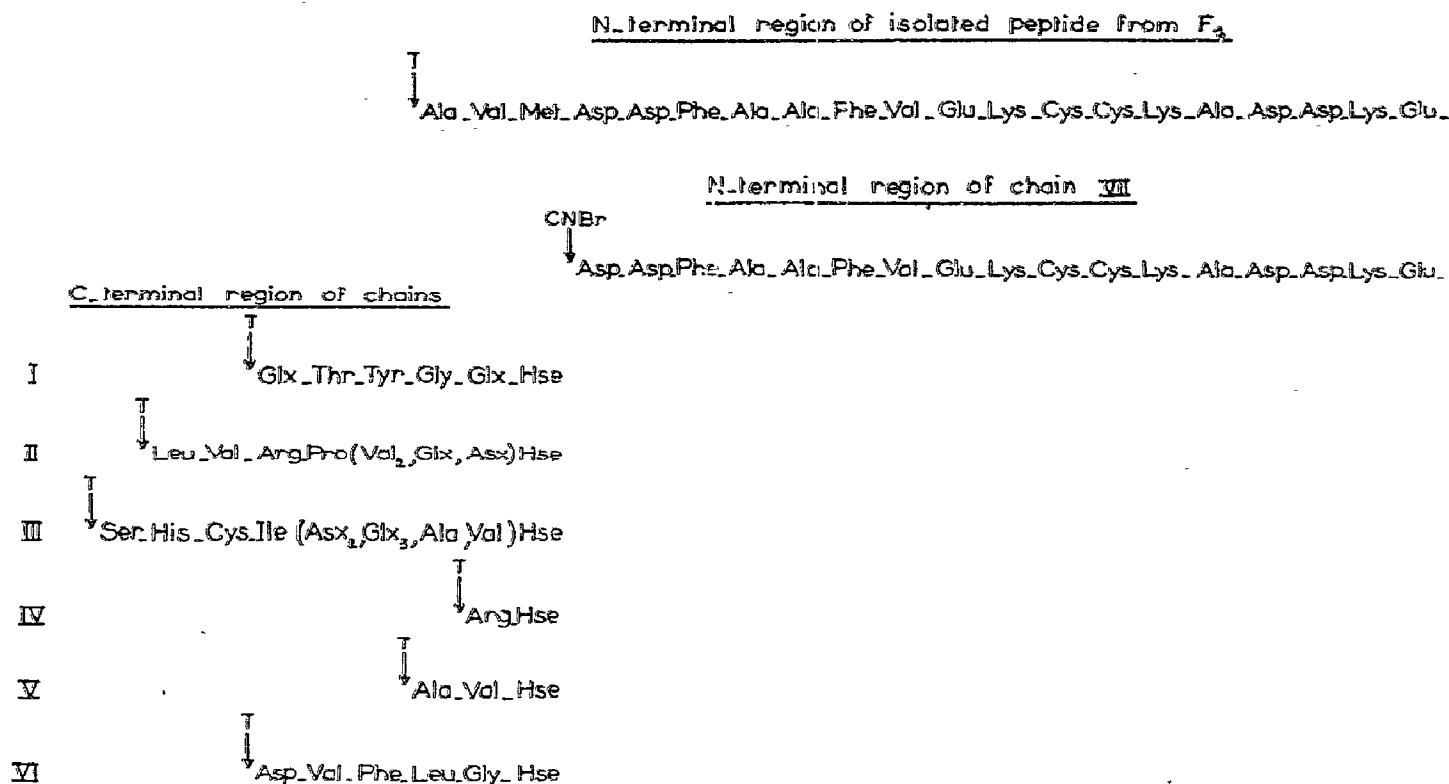 N-terminal region of isolated peptide from F3
T
Ala-Val-Met-Asp-Asp-Phe-Ala-Ala-Phe-Val-Glu-Lys-Cys-Cys-Lys-Ala-Asp-Asp-Lys-Glu-
N-terminal region of chain VII
CNBr
Asp-Asp-Phe-Ala-Ala-Phe-Val-Glu-Lys-Cys-Cys-Lys-Ala-Asp-Asp-Lys-Glu-
C-terminal region of chains
T
I Glx-Thr-Tyr-Gly-Glx-Hse
T
II Leu-Val-Arg-Pro(Val2,Glx,Asx)Hse
T
III Ser-His-Cys-Ile(Asx2,Glx3,Ala,Val)Hse
T
IV Arg-Hse
T
V Ala-Val-Hse
T
VI Asp-Val-Phe-Leu-Gly-Hse